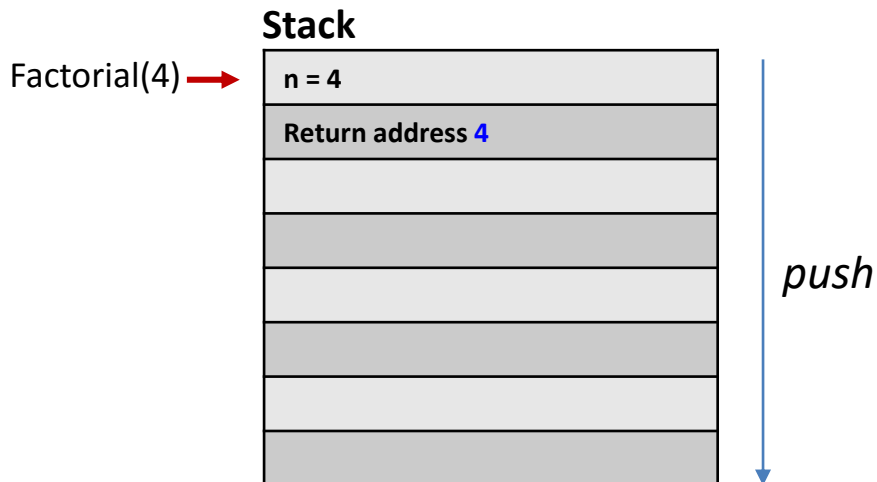 Stack
Factorial(4)
n = 4
Return address 4
push